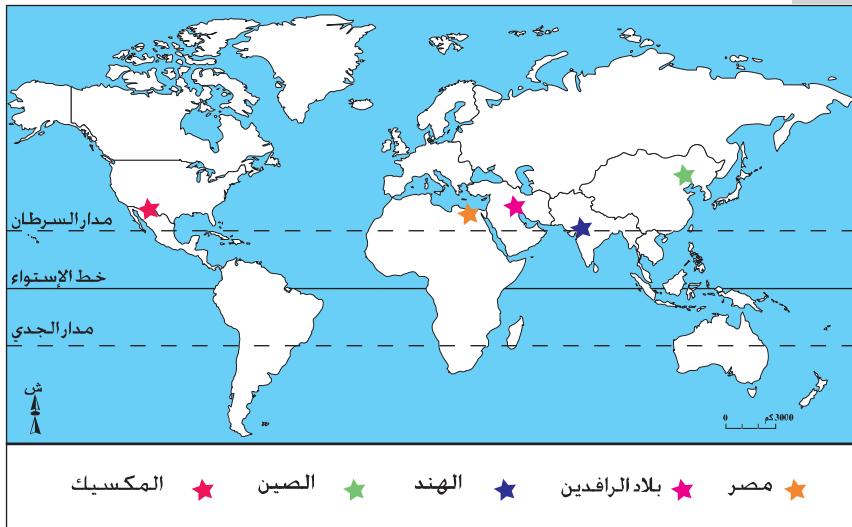 مدار السرطان
خط الإستواء
مدار الجدي
ش
0 3000كم
مصر
بلاد الرافدين
الهند
الصين
المكسيك